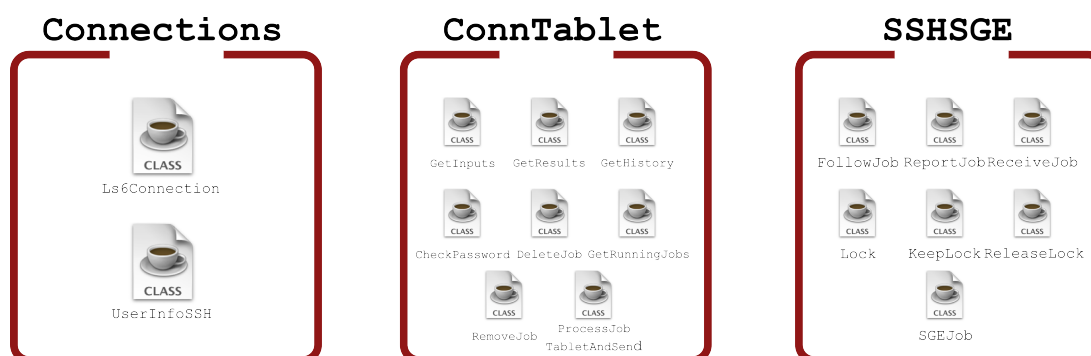 Connections
ConnTablet
SSHSGE
CLASS
Ls6Connection
CLASS
UserInfoSSH
CLASS CLASS CLASS
GetInputs GetResults GetHistory
CLASS CLASS CLASS
CheckPassword DeleteJob GetRunningJobs
CLASS CLASS
RemoveJob ProcessJob
TabletAndSend
CLASS CLASS CLASS
FollowJob ReportJob ReceiveJob
CLASS CLASS CLASS
Lock KeepLock ReleaseLock
CLASS
SGEJob